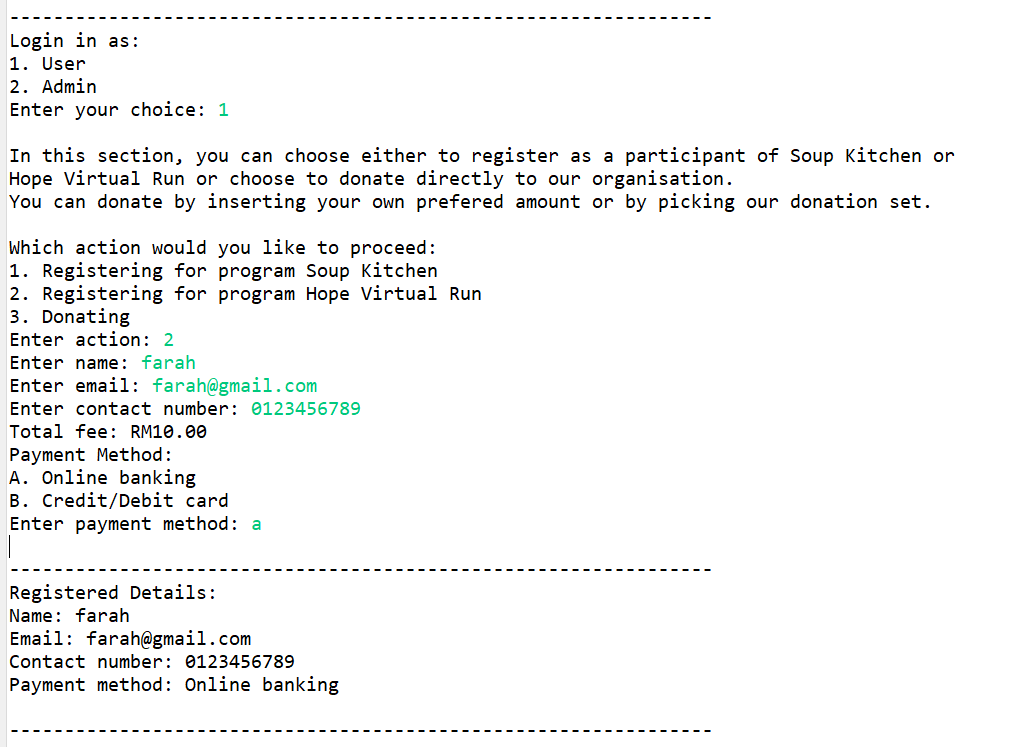 ----------------------------------------------------------------
Login in as:
1. User
2. Admin
Enter your choice: 1
In this section, you can choose either to register as a participant of Soup Kitchen or
Hope Virtual Run or choose to donate directly to our organisation.
You can donate by inserting your own prefered amount or by picking our donation set.
Which action would you like to proceed:
1. Registering for program Soup Kitchen
2. Registering for program Hope Virtual Run
3. Donating
Enter action: 2
Enter name: farah
Enter email: farah@gmail.com
Enter contact number: 0123456789
Total fee: RM10.00
Payment Method:
A. Online banking
B. Credit/Debit card
Enter payment method: a
----------------------------------------------------------------
Registered Details:
Name: farah
Email: farah@gmail.com
Contact number: 0123456789
Payment method: Online banking
----------------------------------------------------------------